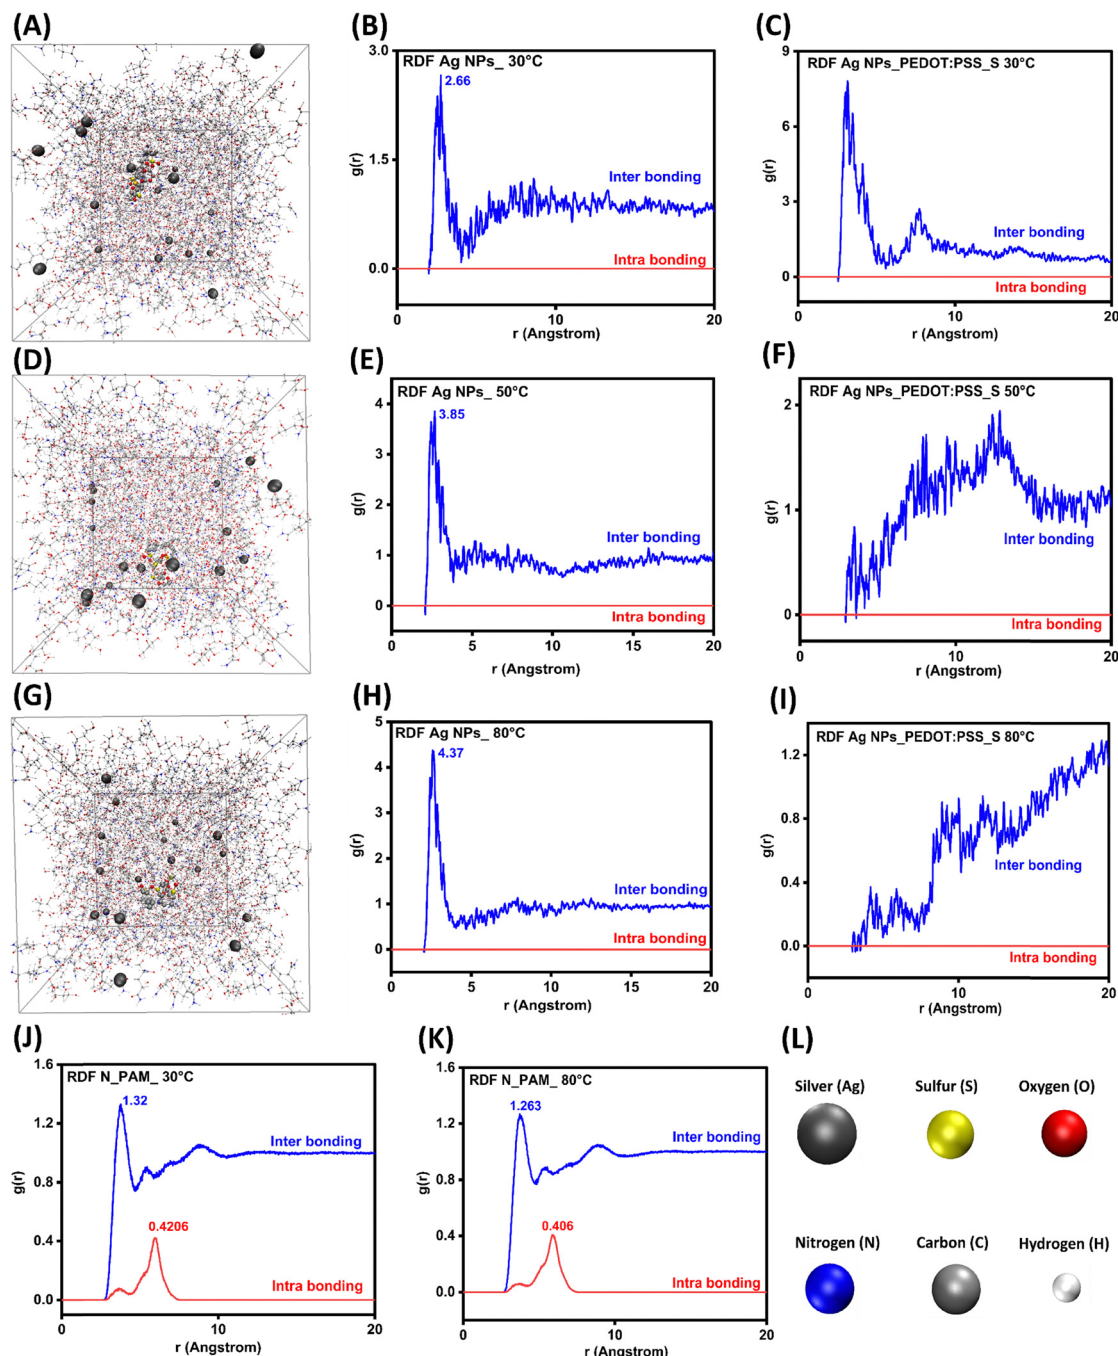 (A)
(B)
RDF Ag NPs_ 30°C
2.66
Inter bonding
Intra bonding
g(r)
3.0
1.5
0.0
0
10
20
r (Angstrom)
(C)
RDF Ag NPs_PEDOT:PSS_S 30°C
Inter bonding
Intra bonding
g(r)
9
6
3
0
0
10
20
r (Angstrom)
(D)
(E)
RDF Ag NPs_ 50°C
3.85
Inter bonding
Intra bonding
g(r)
4
3
2
1
0
0
5
10
15
20
r (Angstrom)
(F)
RDF Ag NPs_PEDOT:PSS_S 50°C
Inter bonding
Intra bonding
g(r)
2
1
0
0
10
20
r (Angstrom)
(G)
(H)
RDF Ag NPs_ 80°C
4.37
Inter bonding
Intra bonding
g(r)
5
4
3
2
1
0
0
5
10
15
20
r (Angstrom)
(I)
RDF Ag NPs_PEDOT:PSS_S 80°C
Inter bonding
Intra bonding
g(r)
1.2
0.8
0.4
0.0
0
10
20
r (Angstrom)
(J)
RDF N_PAM_ 30°C
1.32
Inter bonding
0.4206
Intra bonding
g(r)
1.6
1.2
0.8
0.4
0.0
0
10
20
r (Angstrom)
(K)
RDF N_PAM_ 80°C
1.263
Inter bonding
0.406
Intra bonding
g(r)
1.6
1.2
0.8
0.4
0.0
0
10
20
r (Angstrom)
(L)
Silver (Ag)
Sulfur (S)
Oxygen (O)
Nitrogen (N)
Carbon (C)
Hydrogen (H)